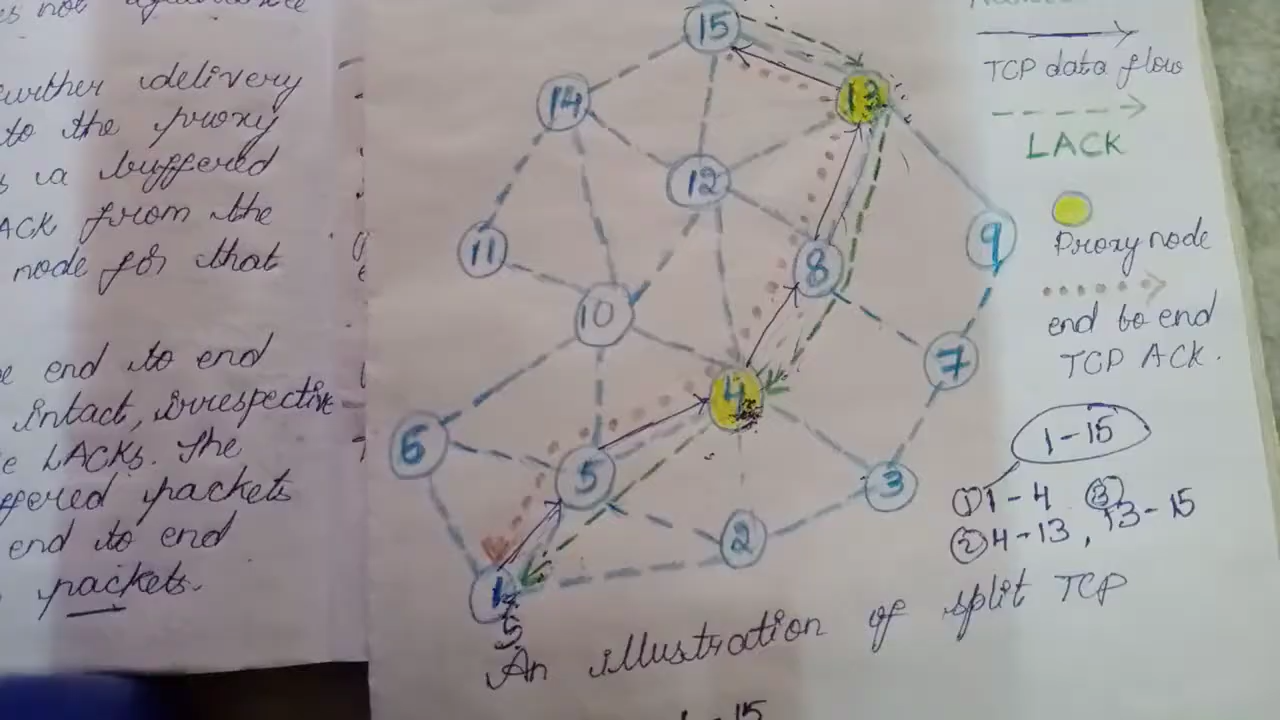 further delivery
to the proxy
a buffered
ACK from the
node for that
end to end
intact, irrespective
LACKs. The
packets
end to end
packets.
15
13
14
12
11
9
8
10
7
4
6
5
3
2
1
S
TCP data flow
LACK
Proxy node
end to end
TCP ACK.
1-15
① 1-4 ③
② 4-13, 13-15
An illustration of split TCP
15